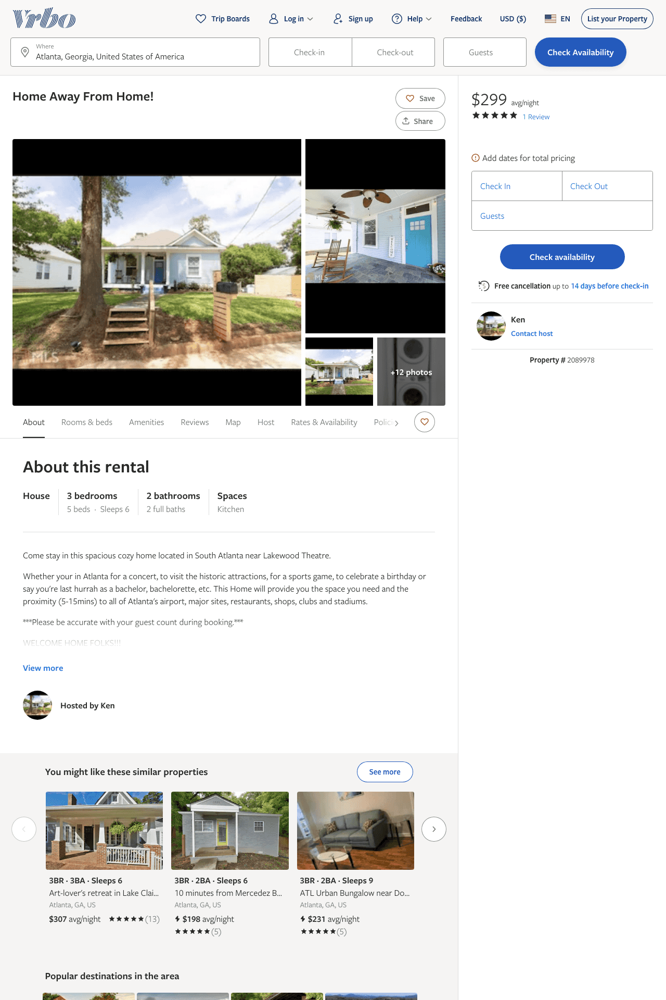 Vrbo
Trip Boards
Log in
Sign up
Help
Feedback
USD ($)
EN
List your Property
Where
Atlanta, Georgia, United States of America
Check-in
Check-out
Guests
Check Availability
Home Away From Home!
Save
Share
MLS
WELCOME
MLS
+12 photos
$299 avg/night
1 Review
Add dates for total pricing
Check In
Check Out
Guests
Check availability
Free cancellation up to 14 days before check-in
Ken
Contact host
Property # 2089978
About
Rooms & beds
Amenities
Reviews
Map
Host
Rates & Availability
Polici
About this rental
House
3 bedrooms
5 beds · Sleeps 6
2 bathrooms
2 full baths
Spaces
Kitchen
Come stay in this spacious cozy home located in South Atlanta near Lakewood Theatre.
Whether your in Atlanta for a concert, to visit the historic attractions, for a sports game, to celebrate a birthday or
say you're last hurrah as a bachelor, bachelorette, etc. This Home will provide you the space you need and the
proximity (5-15mins) to all of Atlanta's airport, major sites, restaurants, shops, clubs and stadiums.
***Please be accurate with your guest count during booking.***
WELCOME HOME FOLKS!!!
View more
Hosted by Ken
You might like these similar properties
See more
3BR · 3BA · Sleeps 6
Art-lover's retreat in Lake Clai...
Atlanta, GA, US
$307 avg/night
(13)
3BR · 2BA · Sleeps 6
10 minutes from Mercedez B...
Atlanta, GA, US
$198 avg/night
(5)
3BR · 2BA · Sleeps 9
ATL Urban Bungalow near Do...
Atlanta, GA, US
$231 avg/night
(5)
Popular destinations in the area